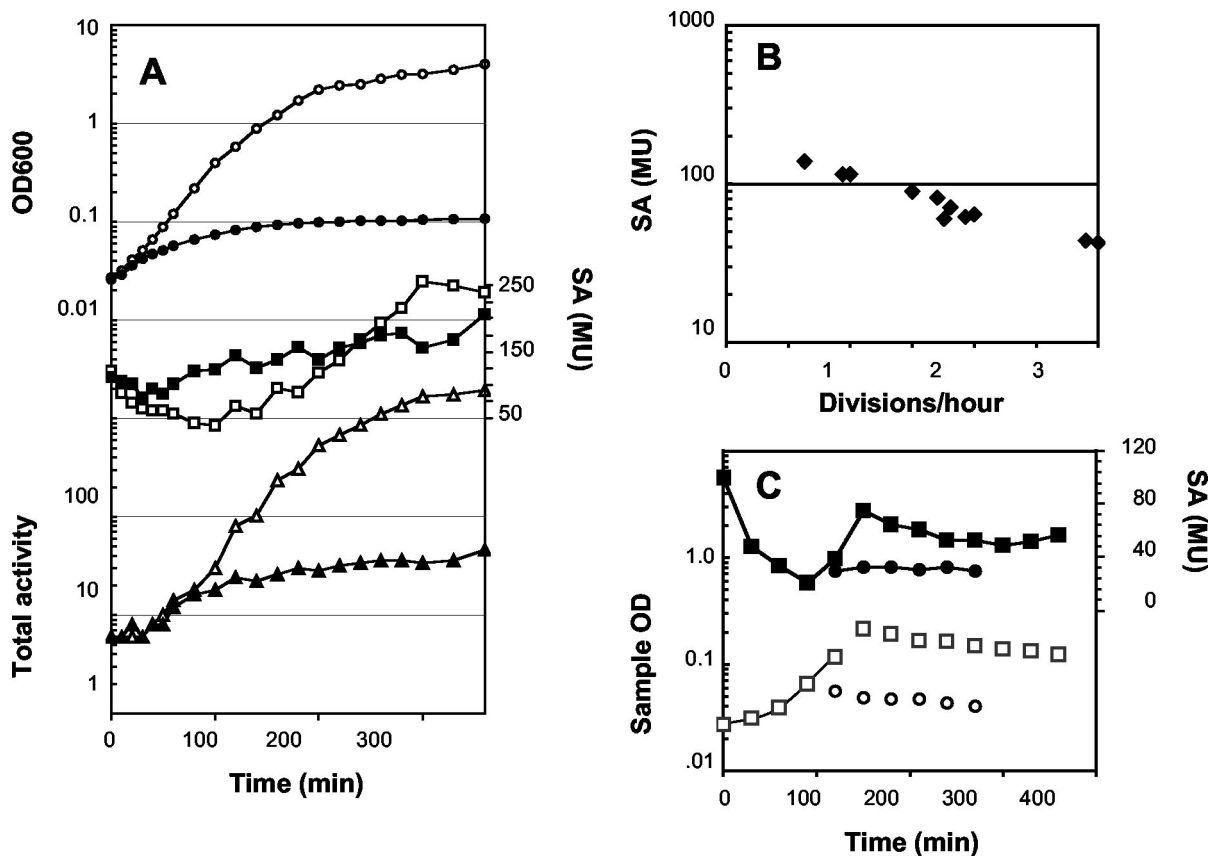 A
10
1
0.1
0.01
OD600
250
150
50
SA (MU)
100
10
1
Total activity
0 100 200 300
Time (min)
B
1000
100
10
SA (MU)
0 1 2 3
Divisions/hour
C
1.0
0.1
.01
Sample OD
120
80
40
0
SA (MU)
0 100 200 300 400
Time (min)